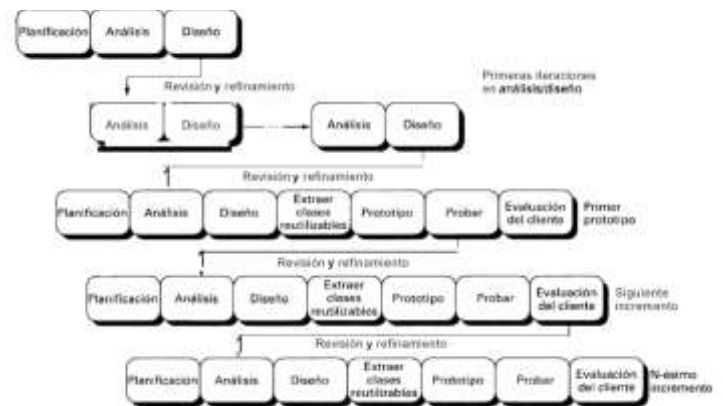 Planificación Análisis Diseño
Revisión y refinamiento
Primeras iteraciones
en análisis/diseño
Análisis Diseño Análisis Diseño
Revisión y refinamiento
Planificación Análisis Diseño Extraer clases reutilizables Prototipo Probar Evaluación del cliente Primer prototipo
Revisión y refinamiento
Planificación Análisis Diseño Extraer clases reutilizables Prototipo Probar Evaluación del cliente Siguiente incremento
Revisión y refinamiento
Planificación Análisis Diseño Extraer clases reutilizables Prototipo Probar Evaluación del cliente N-ésimo incremento